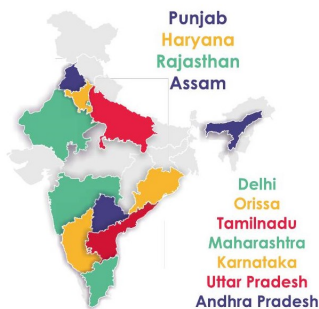 Punjab
Haryana
Rajasthan
Assam
Delhi
Orissa
Tamilnadu
Maharashtra
Karnataka
Uttar Pradesh
Andhra Pradesh